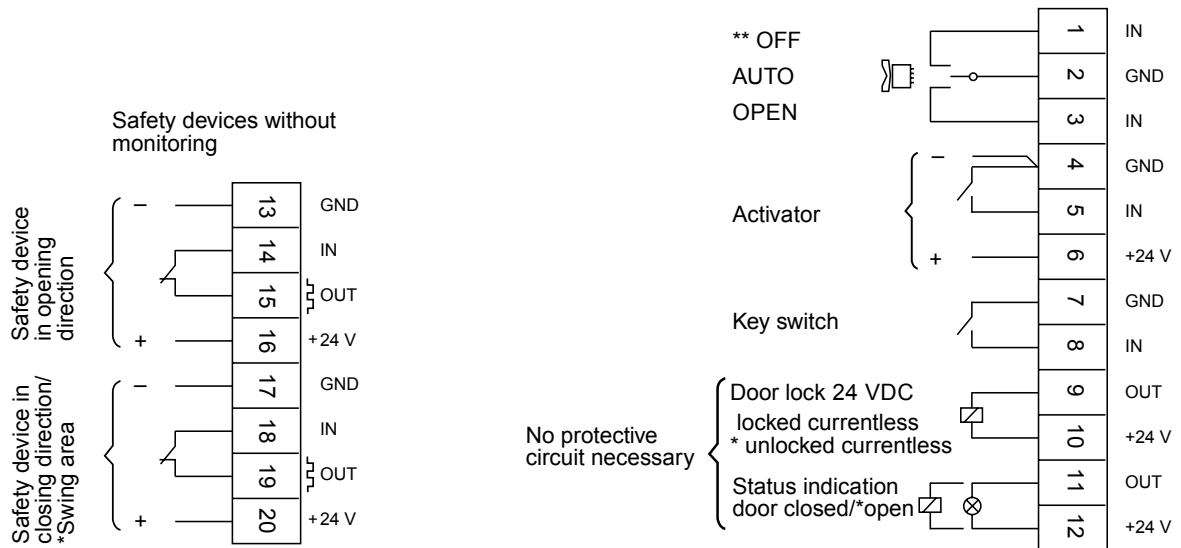 Safety devices without
monitoring
Safety device
in opening
direction
– 13 GND
14 IN
15 OUT
+ 16 +24 V
Safety device in
closing direction/
*Swing area
– 17 GND
18 IN
19 OUT
+ 20 +24 V
** OFF
AUTO
OPEN
1 IN
2 GND
3 IN
Activator
– 4 GND
5 IN
+ 6 +24 V
Key switch
7 GND
8 IN
No protective
circuit necessary
Door lock 24 VDC
locked currentless
* unlocked currentless
9 OUT
10 +24 V
Status indication
door closed/*open
11 OUT
12 +24 V